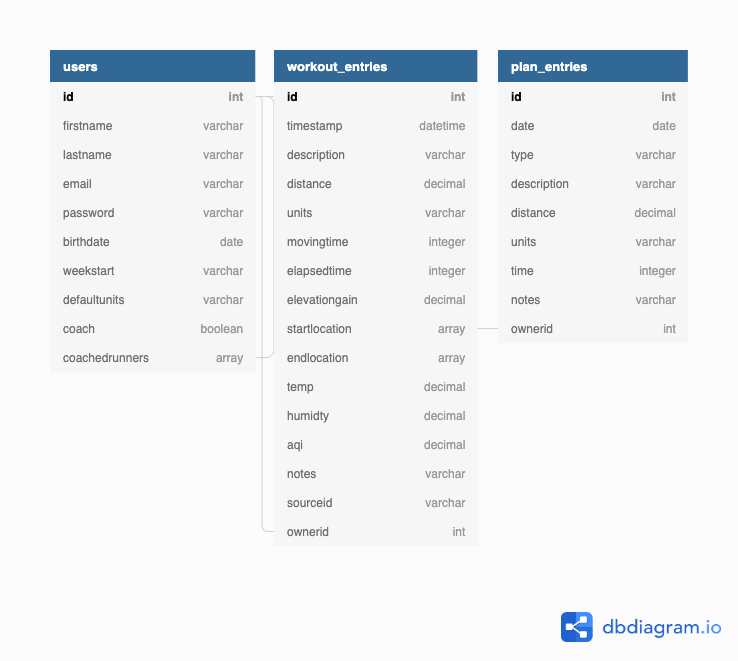 users
id int
firstname varchar
lastname varchar
email varchar
password varchar
birthdate date
weekstart varchar
defaultunits varchar
coach boolean
coachedrunners array
workout_entries
id int
timestamp datetime
description varchar
distance decimal
units varchar
movingtime integer
elapsedtime integer
elevationgain decimal
startlocation array
endlocation array
temp decimal
humidty decimal
aqi decimal
notes varchar
sourceid varchar
ownerid int
plan_entries
id int
date date
type varchar
description varchar
distance decimal
units varchar
time integer
notes varchar
ownerid int
dbdiagram.io